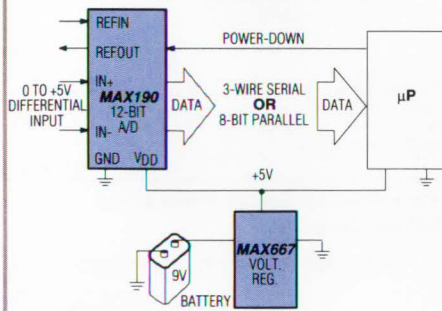 REFIN
REFOUT
POWER-DOWN
µP
0 TO +5V
DIFFERENTIAL
INPUT
IN+
MAX190
12-BIT
A/D
IN-
DATA
3-WIRE SERIAL
OR
8-BIT PARALLEL
DATA
GND VDD
+5V
MAX667
VOLT.
REG.
9V
BATTERY